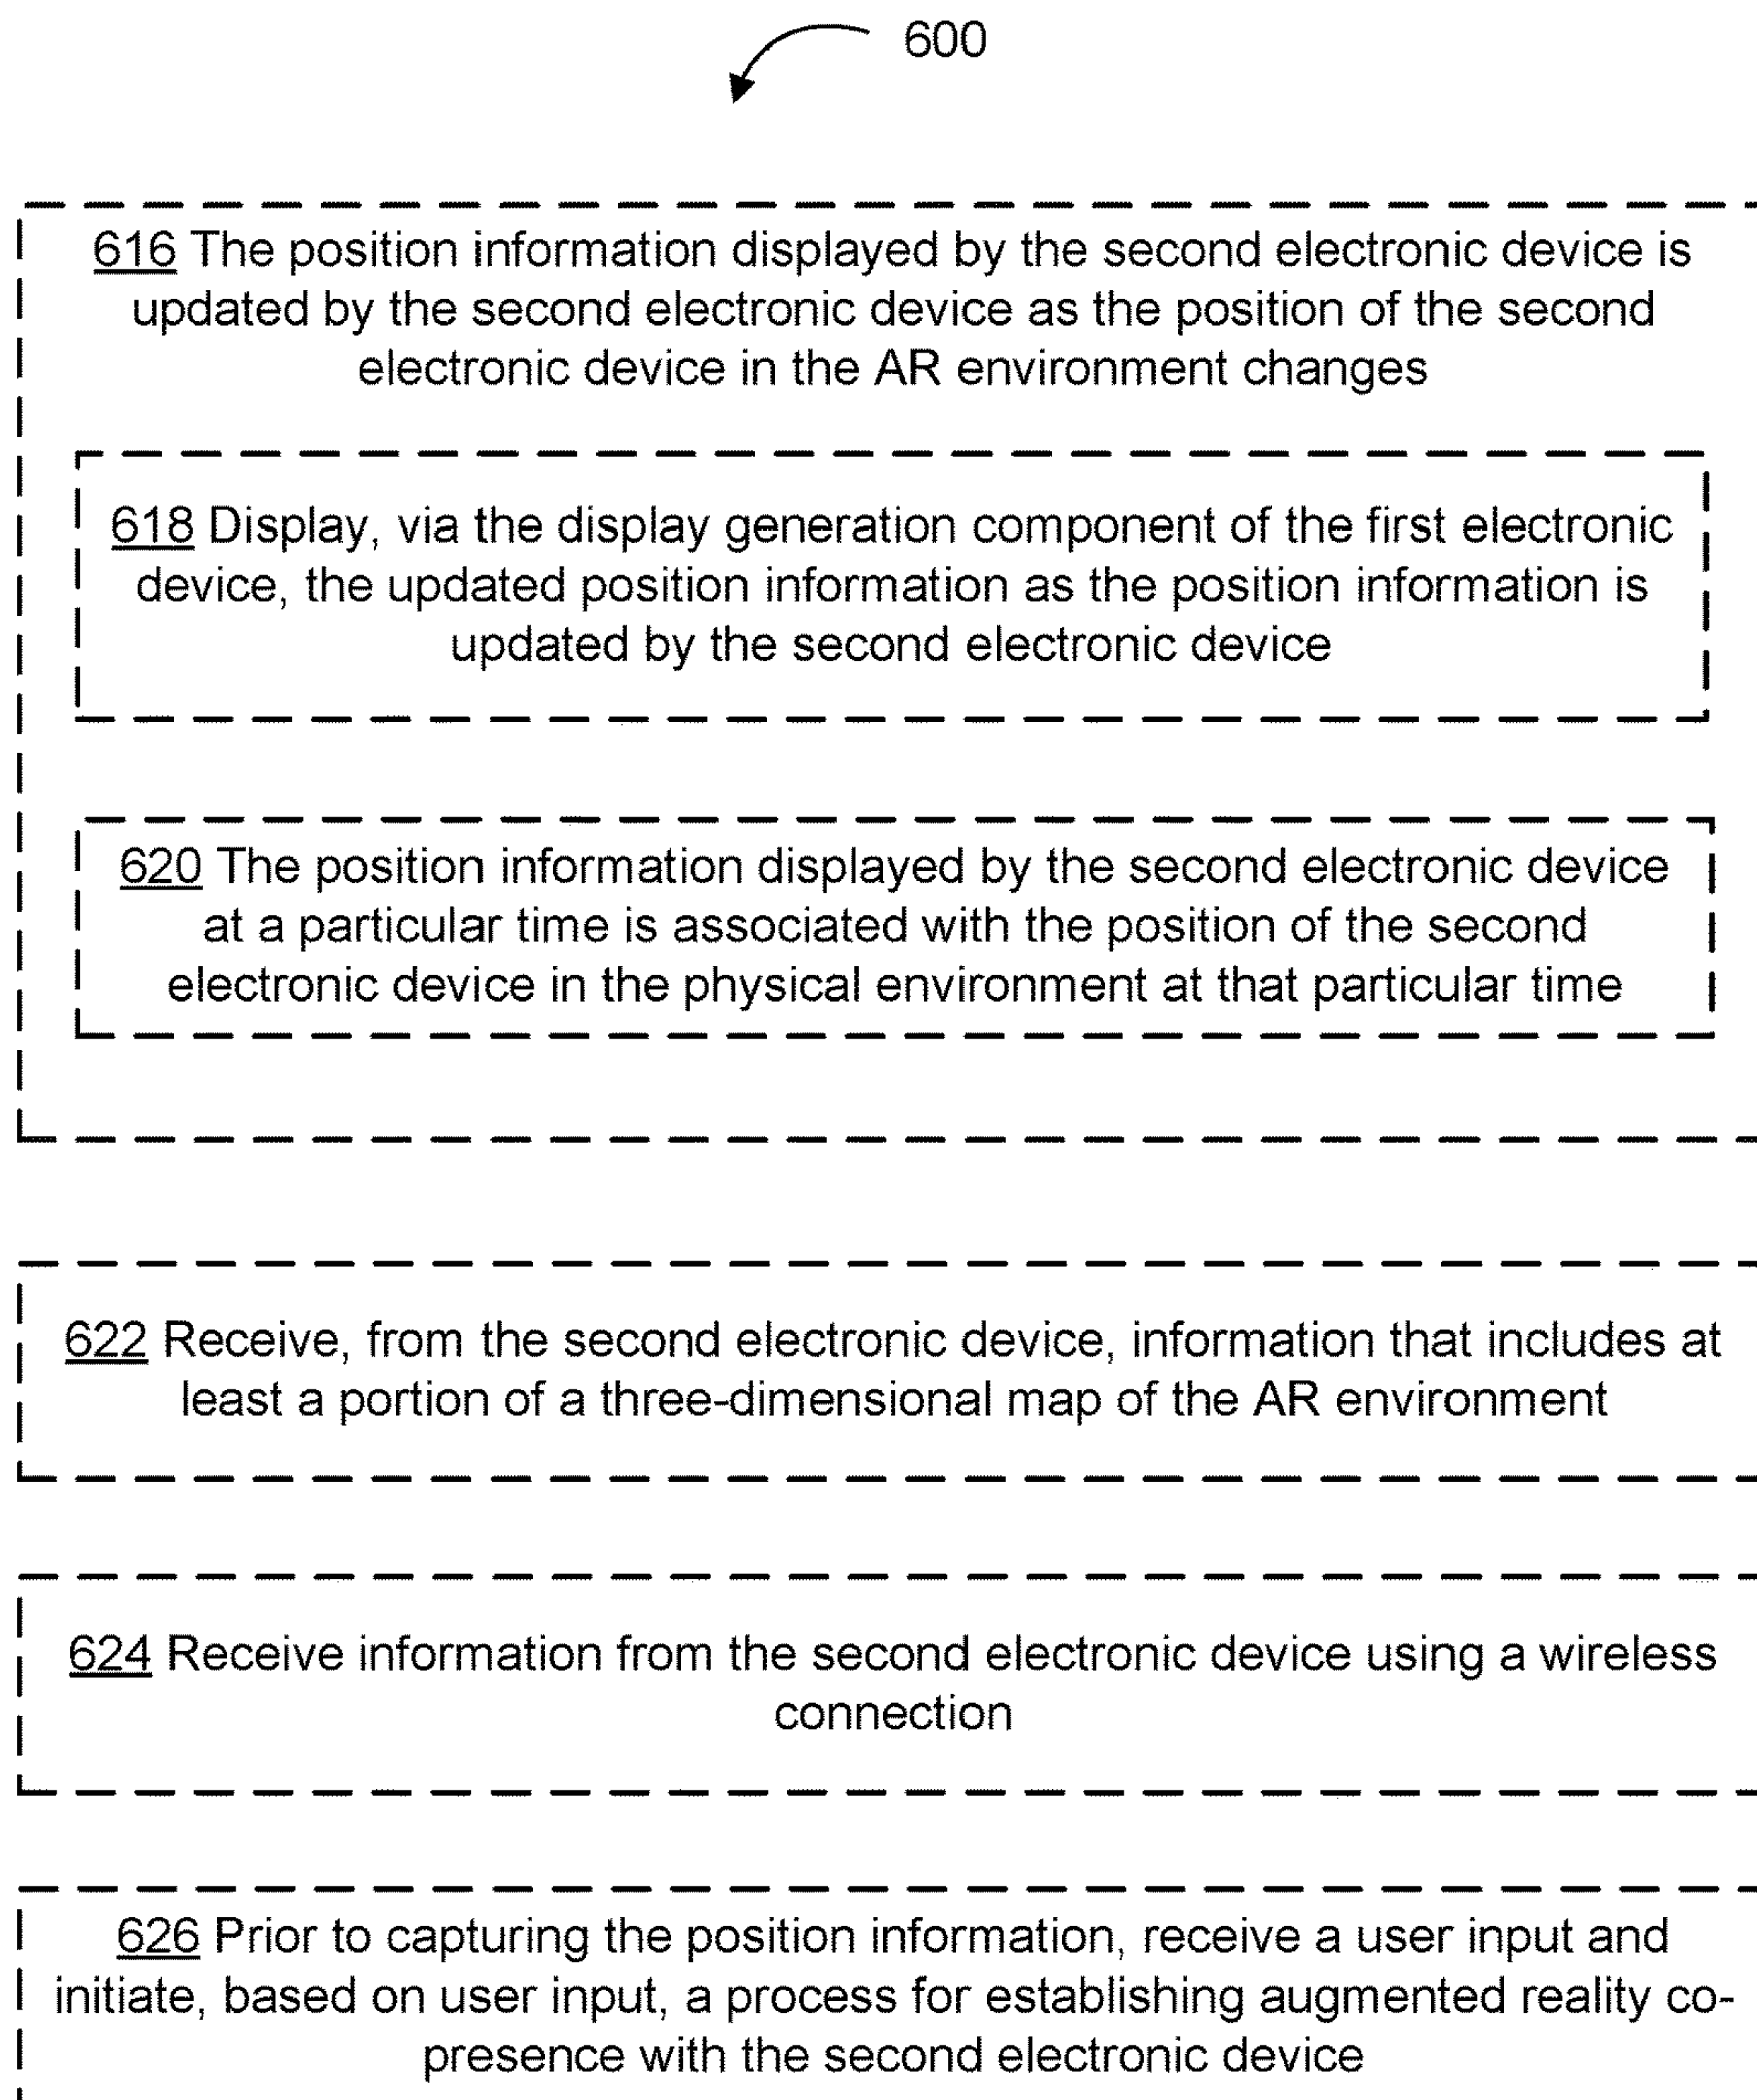 600
616 The position information displayed by the second electronic device is
updated by the second electronic device as the position of the second
electronic device in the AR environment changes
618 Display, via the display generation component of the first electronic
device, the updated position information as the position information is
updated by the second electronic device
620 The position information displayed by the second electronic device
at a particular time is associated with the position of the second
electronic device in the physical environment at that particular time
622 Receive, from the second electronic device, information that includes at
least a portion of a three-dimensional map of the AR environment
624 Receive information from the second electronic device using a wireless
connection
626 Prior to capturing the position information, receive a user input and
initiate, based on user input, a process for establishing augmented reality co-
presence with the second electronic device